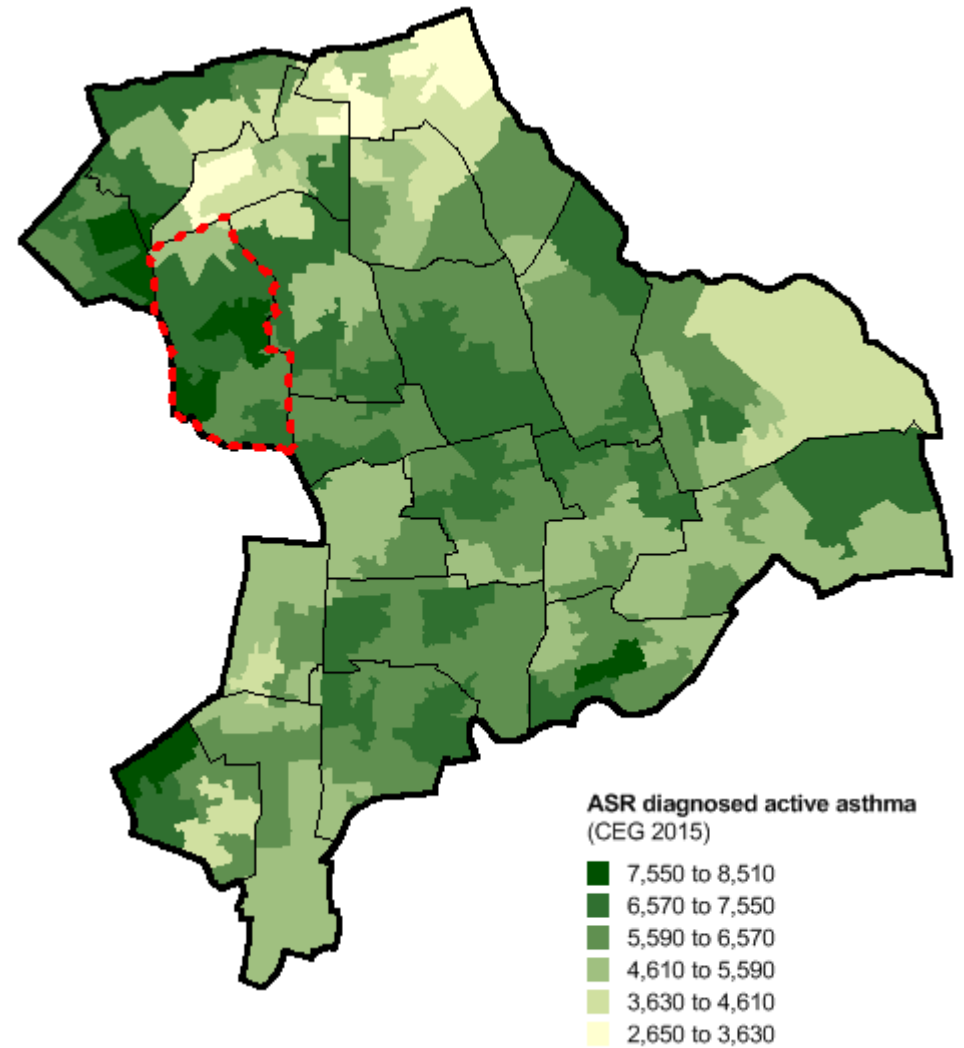 ASR diagnosed active asthma
(CEG 2015)
7,550 to 8,510
6,570 to 7,550
5,590 to 6,570
4,610 to 5,590
3,630 to 4,610
2,650 to 3,630